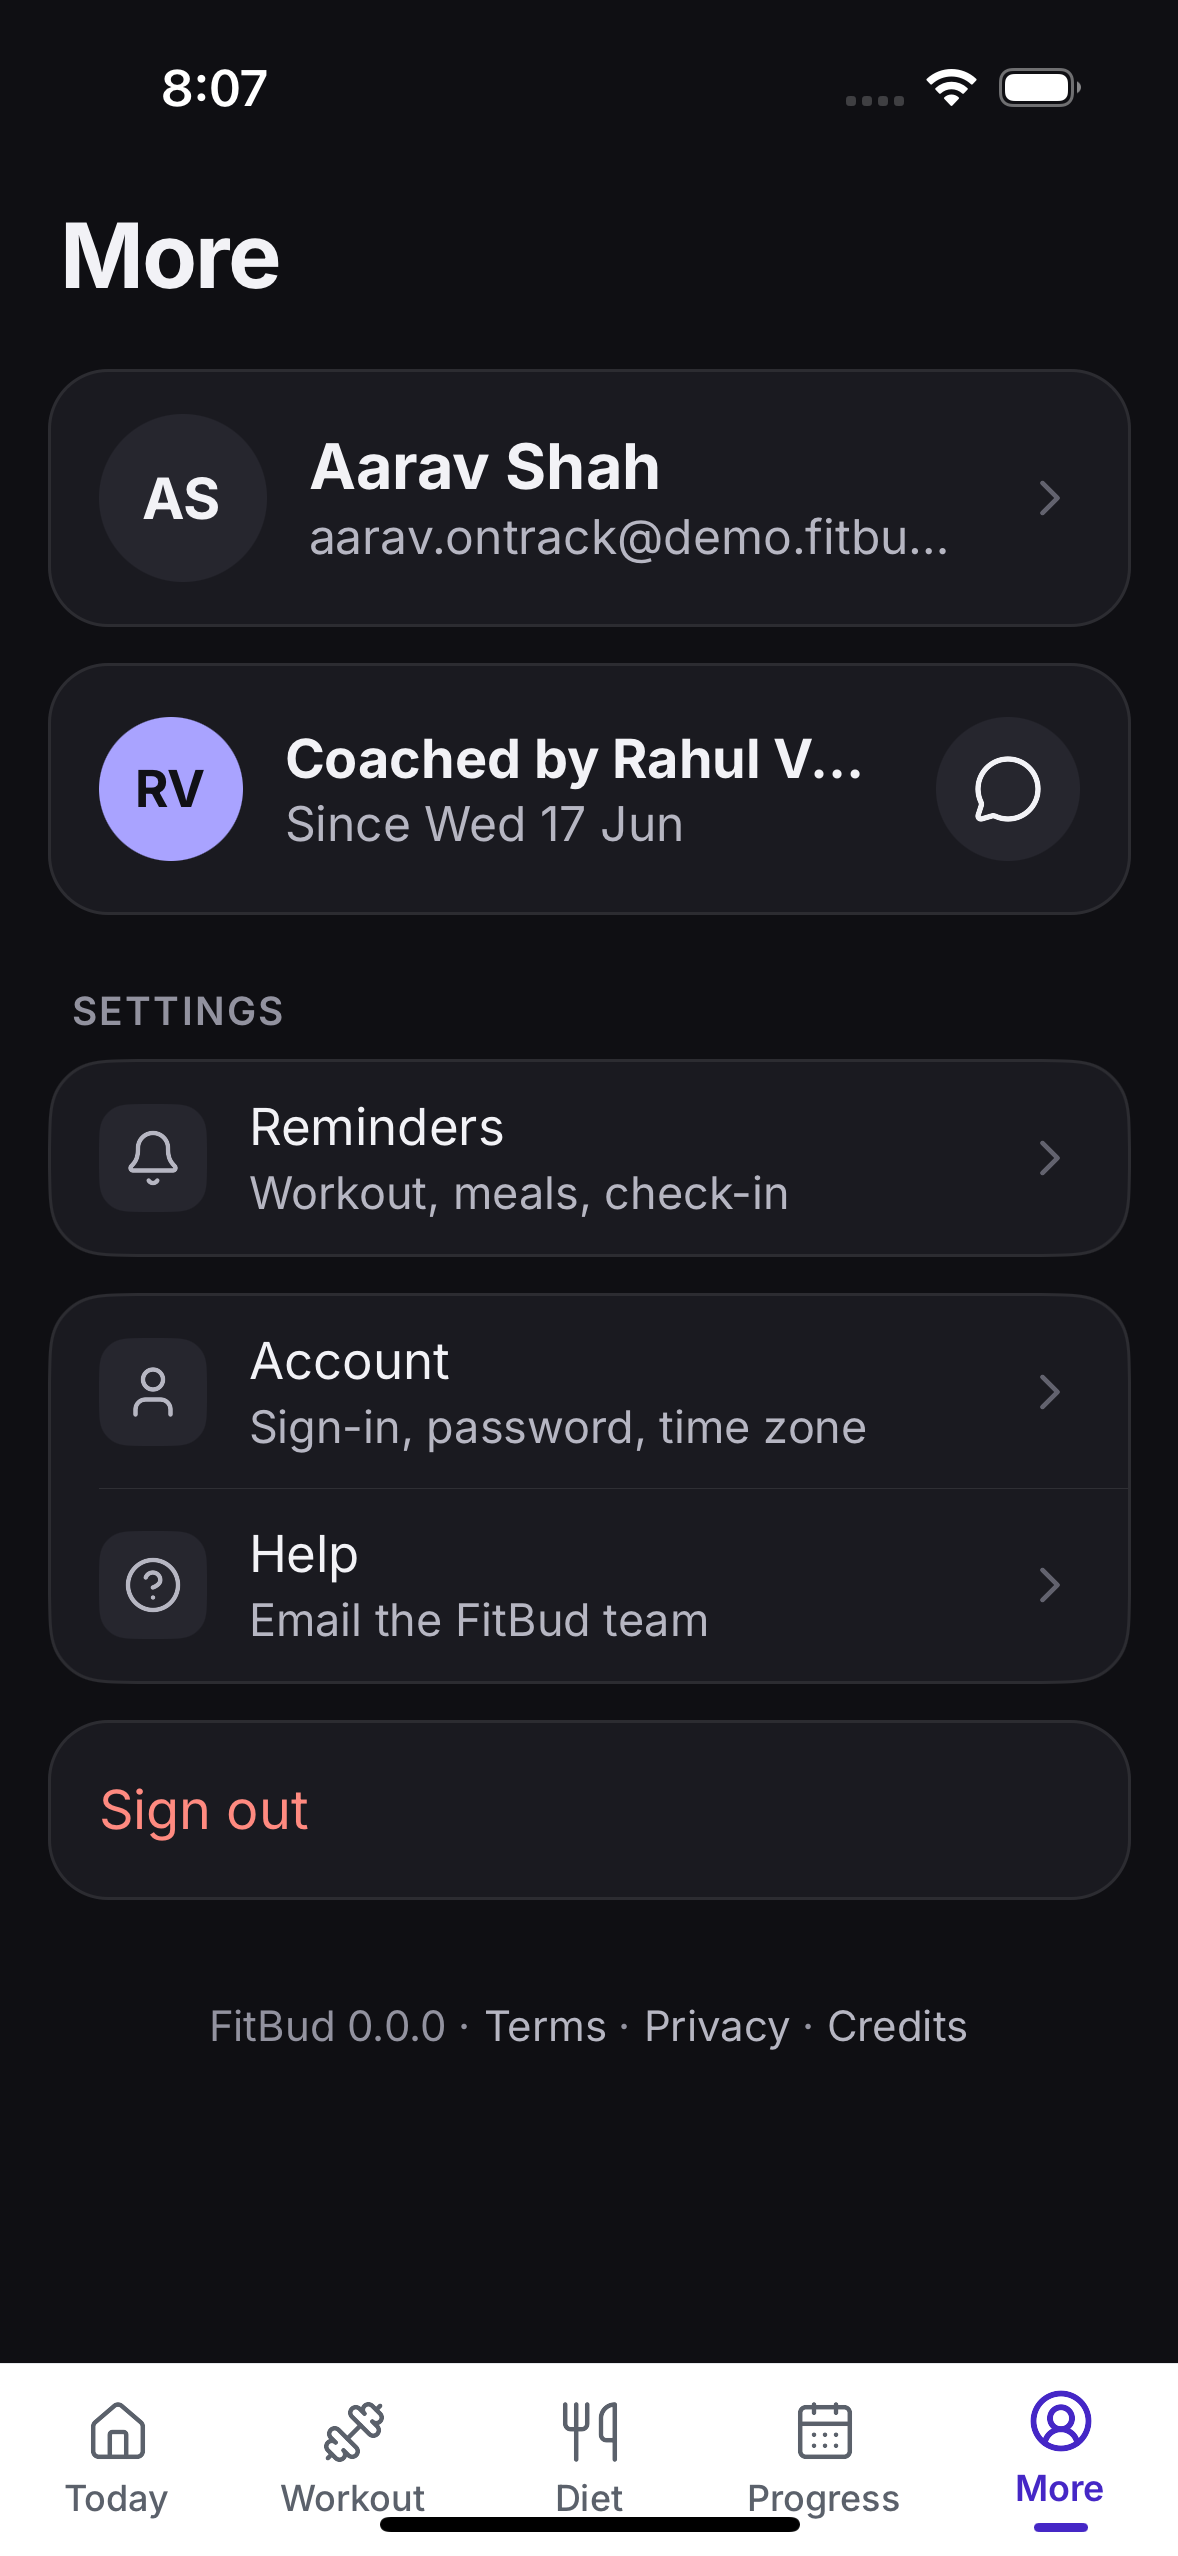 8:07
More
AS
Aarav Shah
aarav.ontrack@demo.fitbu...
RV
Coached by Rahul V...
Since Wed 17 Jun
SETTINGS
Reminders
Workout, meals, check-in
Account
Sign-in, password, time zone
Help
Email the FitBud team
Sign out
FitBud 0.0.0 · Terms · Privacy · Credits
Today Workout Diet Progress More